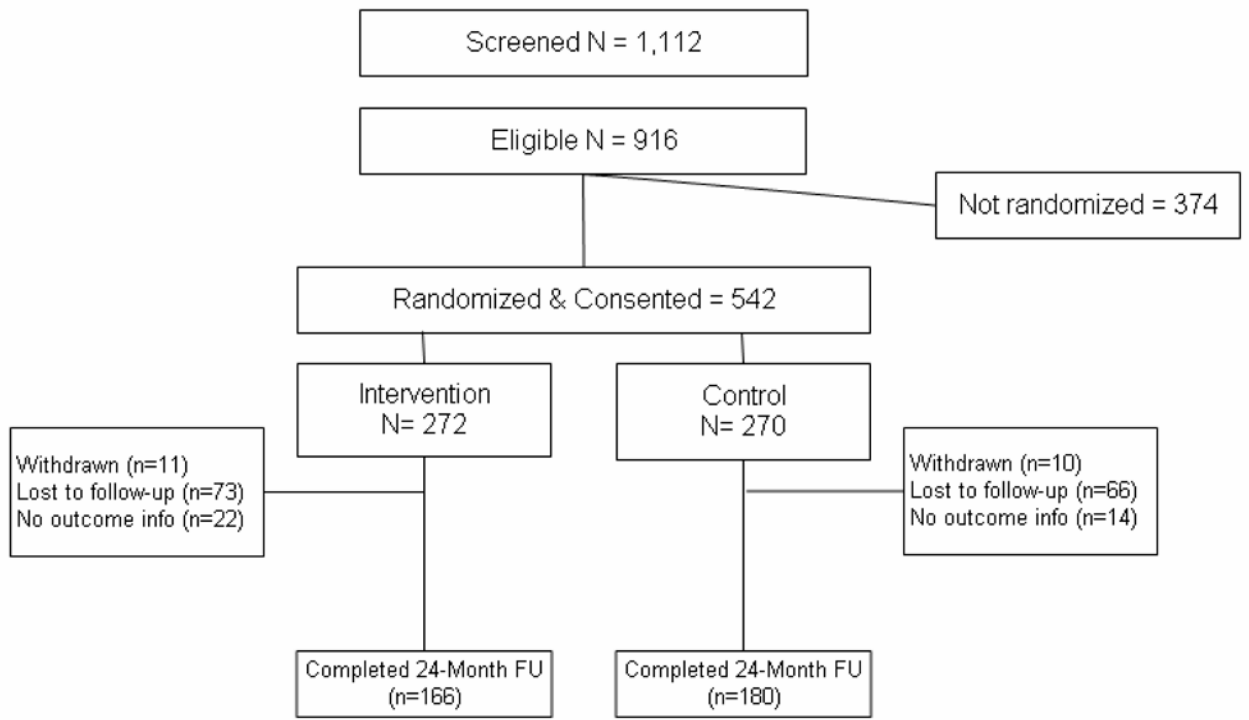 Screened N = 1,112
Eligible N = 916
Not randomized = 374
Randomized & Consented = 542
Intervention
N= 272
Control
N= 270
Withdrawn (n=11)
Lost to follow-up (n=73)
No outcome info (n=22)
Withdrawn (n=10)
Lost to follow-up (n=66)
No outcome info (n=14)
Completed 24-Month FU
(n=166)
Completed 24-Month FU
(n=180)